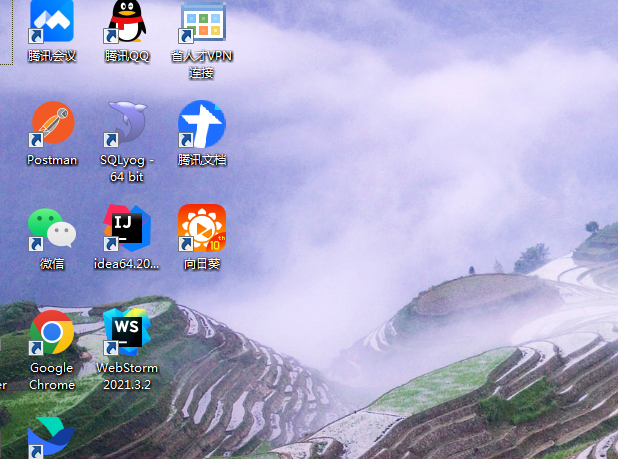 腾讯会议
腾讯QQ
省人才VPN
连接
Postman
SQLyog -
64 bit
腾讯文档
微信
IJ
idea64.20...
10th
向日葵
er
Google
Chrome
WS
WebStorm
2021.3.2